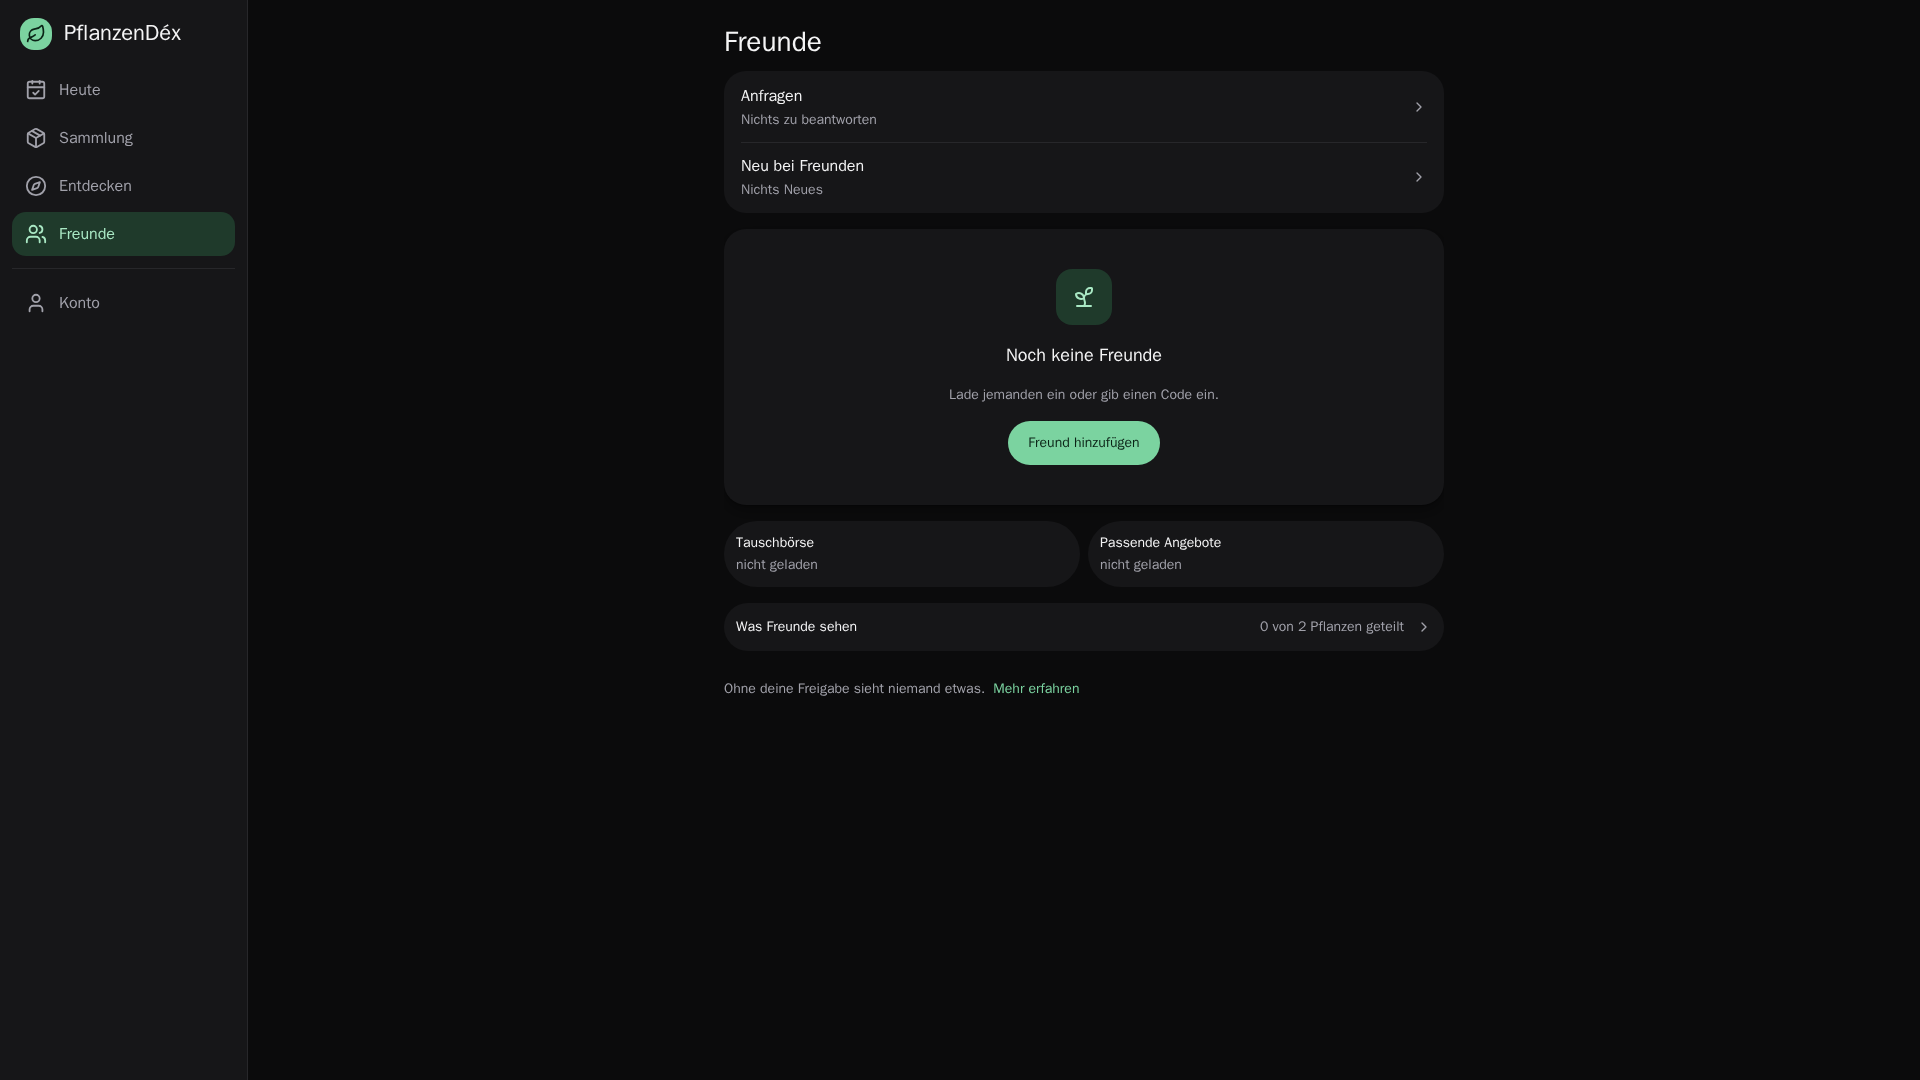 PflanzenDéx
Heute
Sammlung
Entdecken
Freunde
Konto
Freunde
Anfragen
Nichts zu beantworten
Neu bei Freunden
Nichts Neues
Noch keine Freunde
Lade jemanden ein oder gib einen Code ein.
Freund hinzufügen
Tauschbörse
nicht geladen
Passende Angebote
nicht geladen
Was Freunde sehen
0 von 2 Pflanzen geteilt
Ohne deine Freigabe sieht niemand etwas. Mehr erfahren